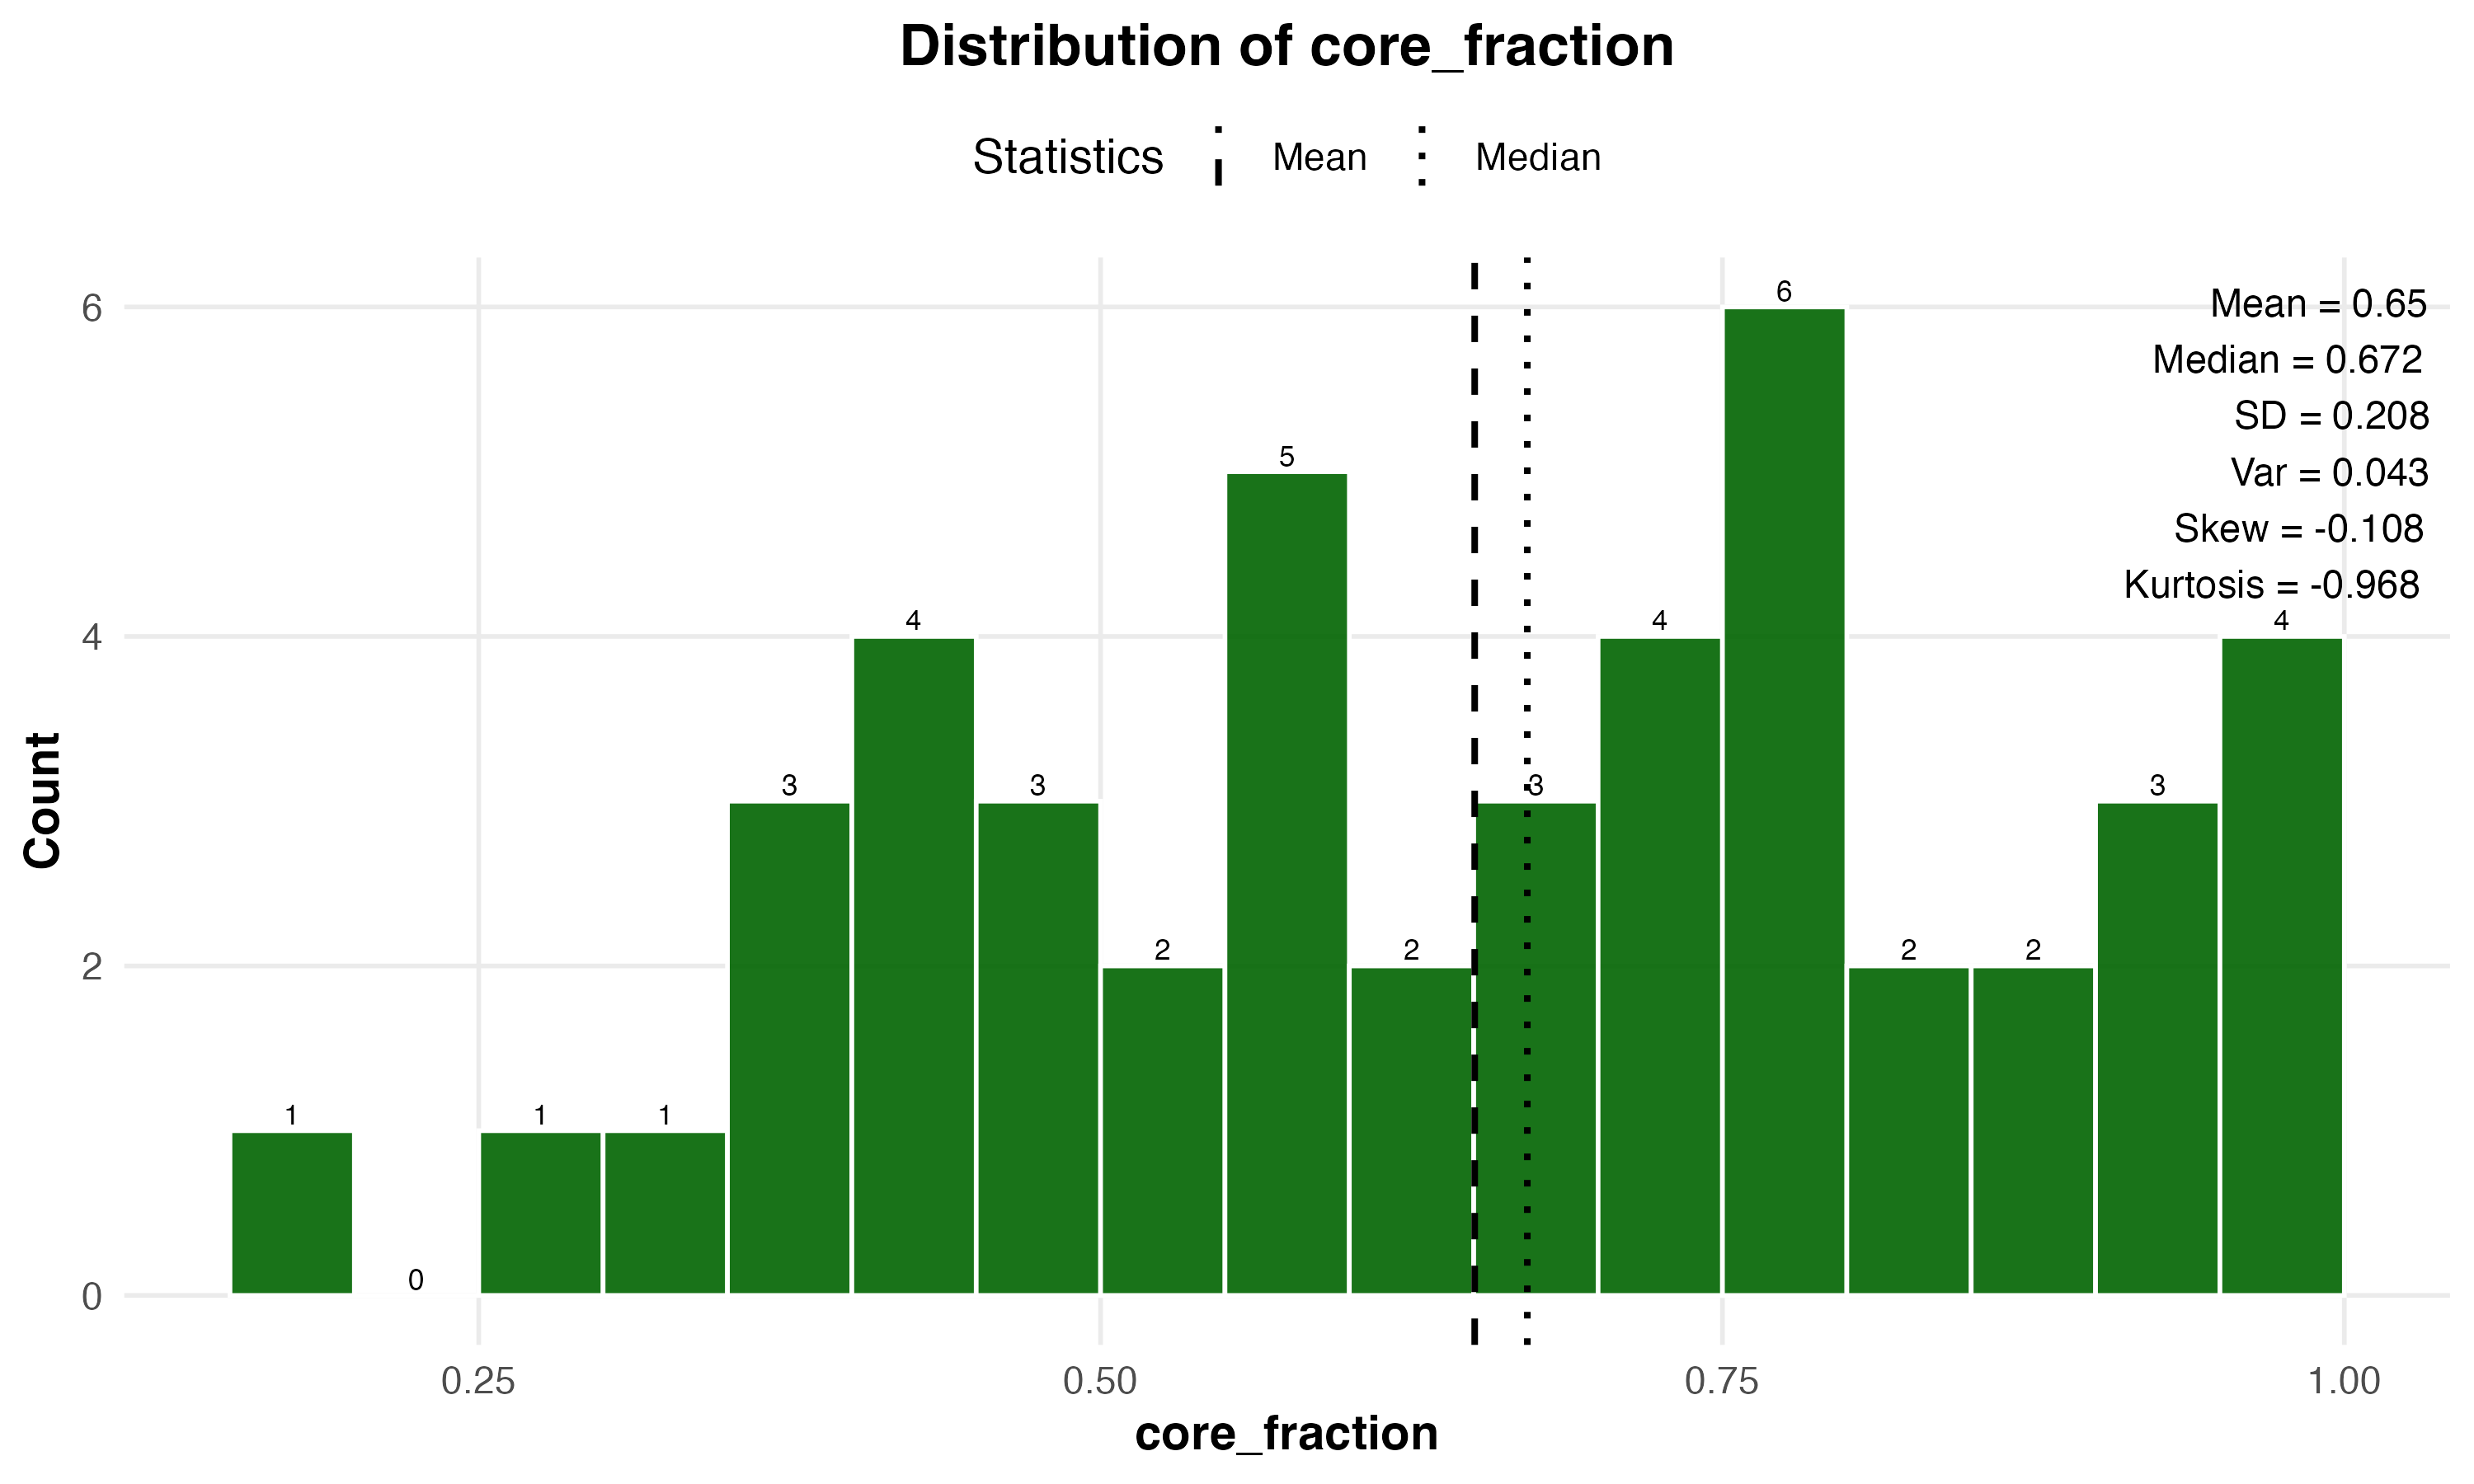 Distribution of core_fraction
Statistics Mean Median
Mean = 0.65
Median = 0.672
SD = 0.208
Var = 0.043
Skew = -0.108
Kurtosis = -0.968
Count
6
4
2
0
1
0
1
1
3
4
3
2
5
2
3
4
6
2
2
3
4
0.25 0.50 0.75 1.00
core_fraction